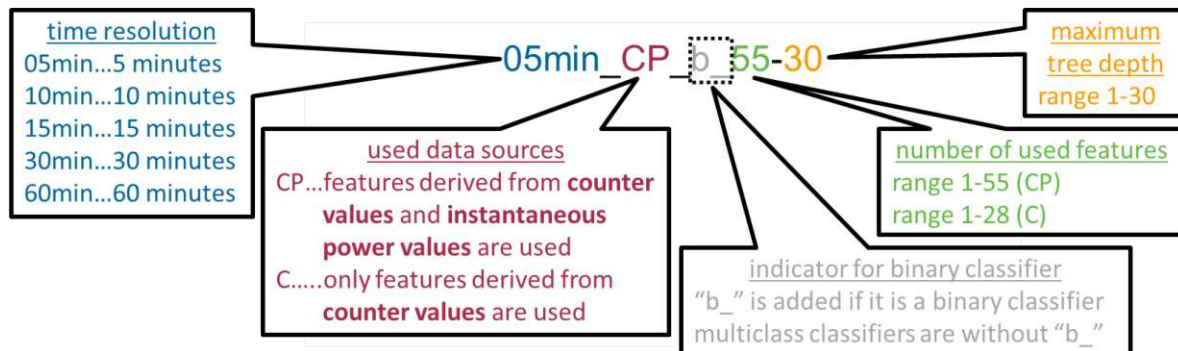 time resolution
05min...5 minutes
10min...10 minutes
15min...15 minutes
30min...30 minutes
60min...60 minutes
05min_CP_b_55-30
maximum
tree depth
range 1-30
used data sources
CP...features derived from counter
values and instantaneous
power values are used
C.....only features derived from
counter values are used
number of used features
range 1-55 (CP)
range 1-28 (C)
indicator for binary classifier
“b_” is added if it is a binary classifier
multiclass classifiers are without “b_”